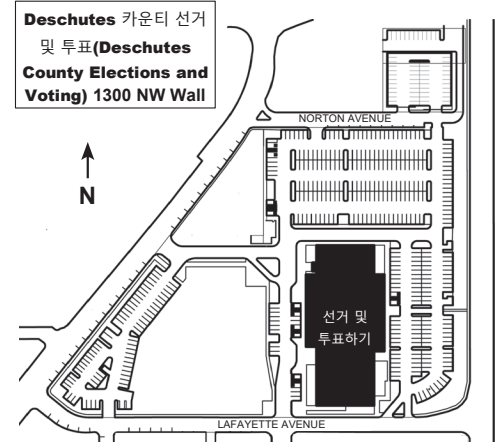 Deschutes 카운티 선거
및 투표(Deschutes
County Elections and
Voting) 1300 NW Wall
NORTON AVENUE
N
선거 및
투표하기
LAFAYETTE AVENUE